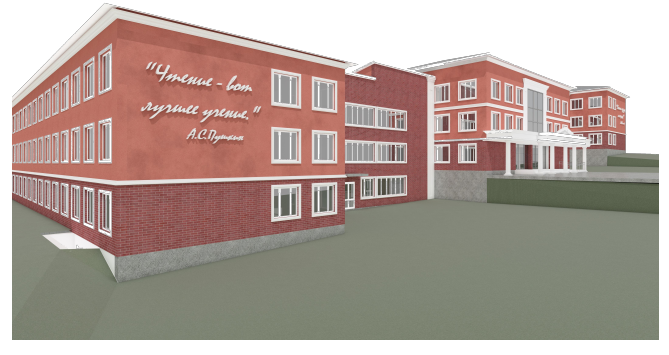 "Чтение - вот
лучшее учение."
А.С.Пушкин